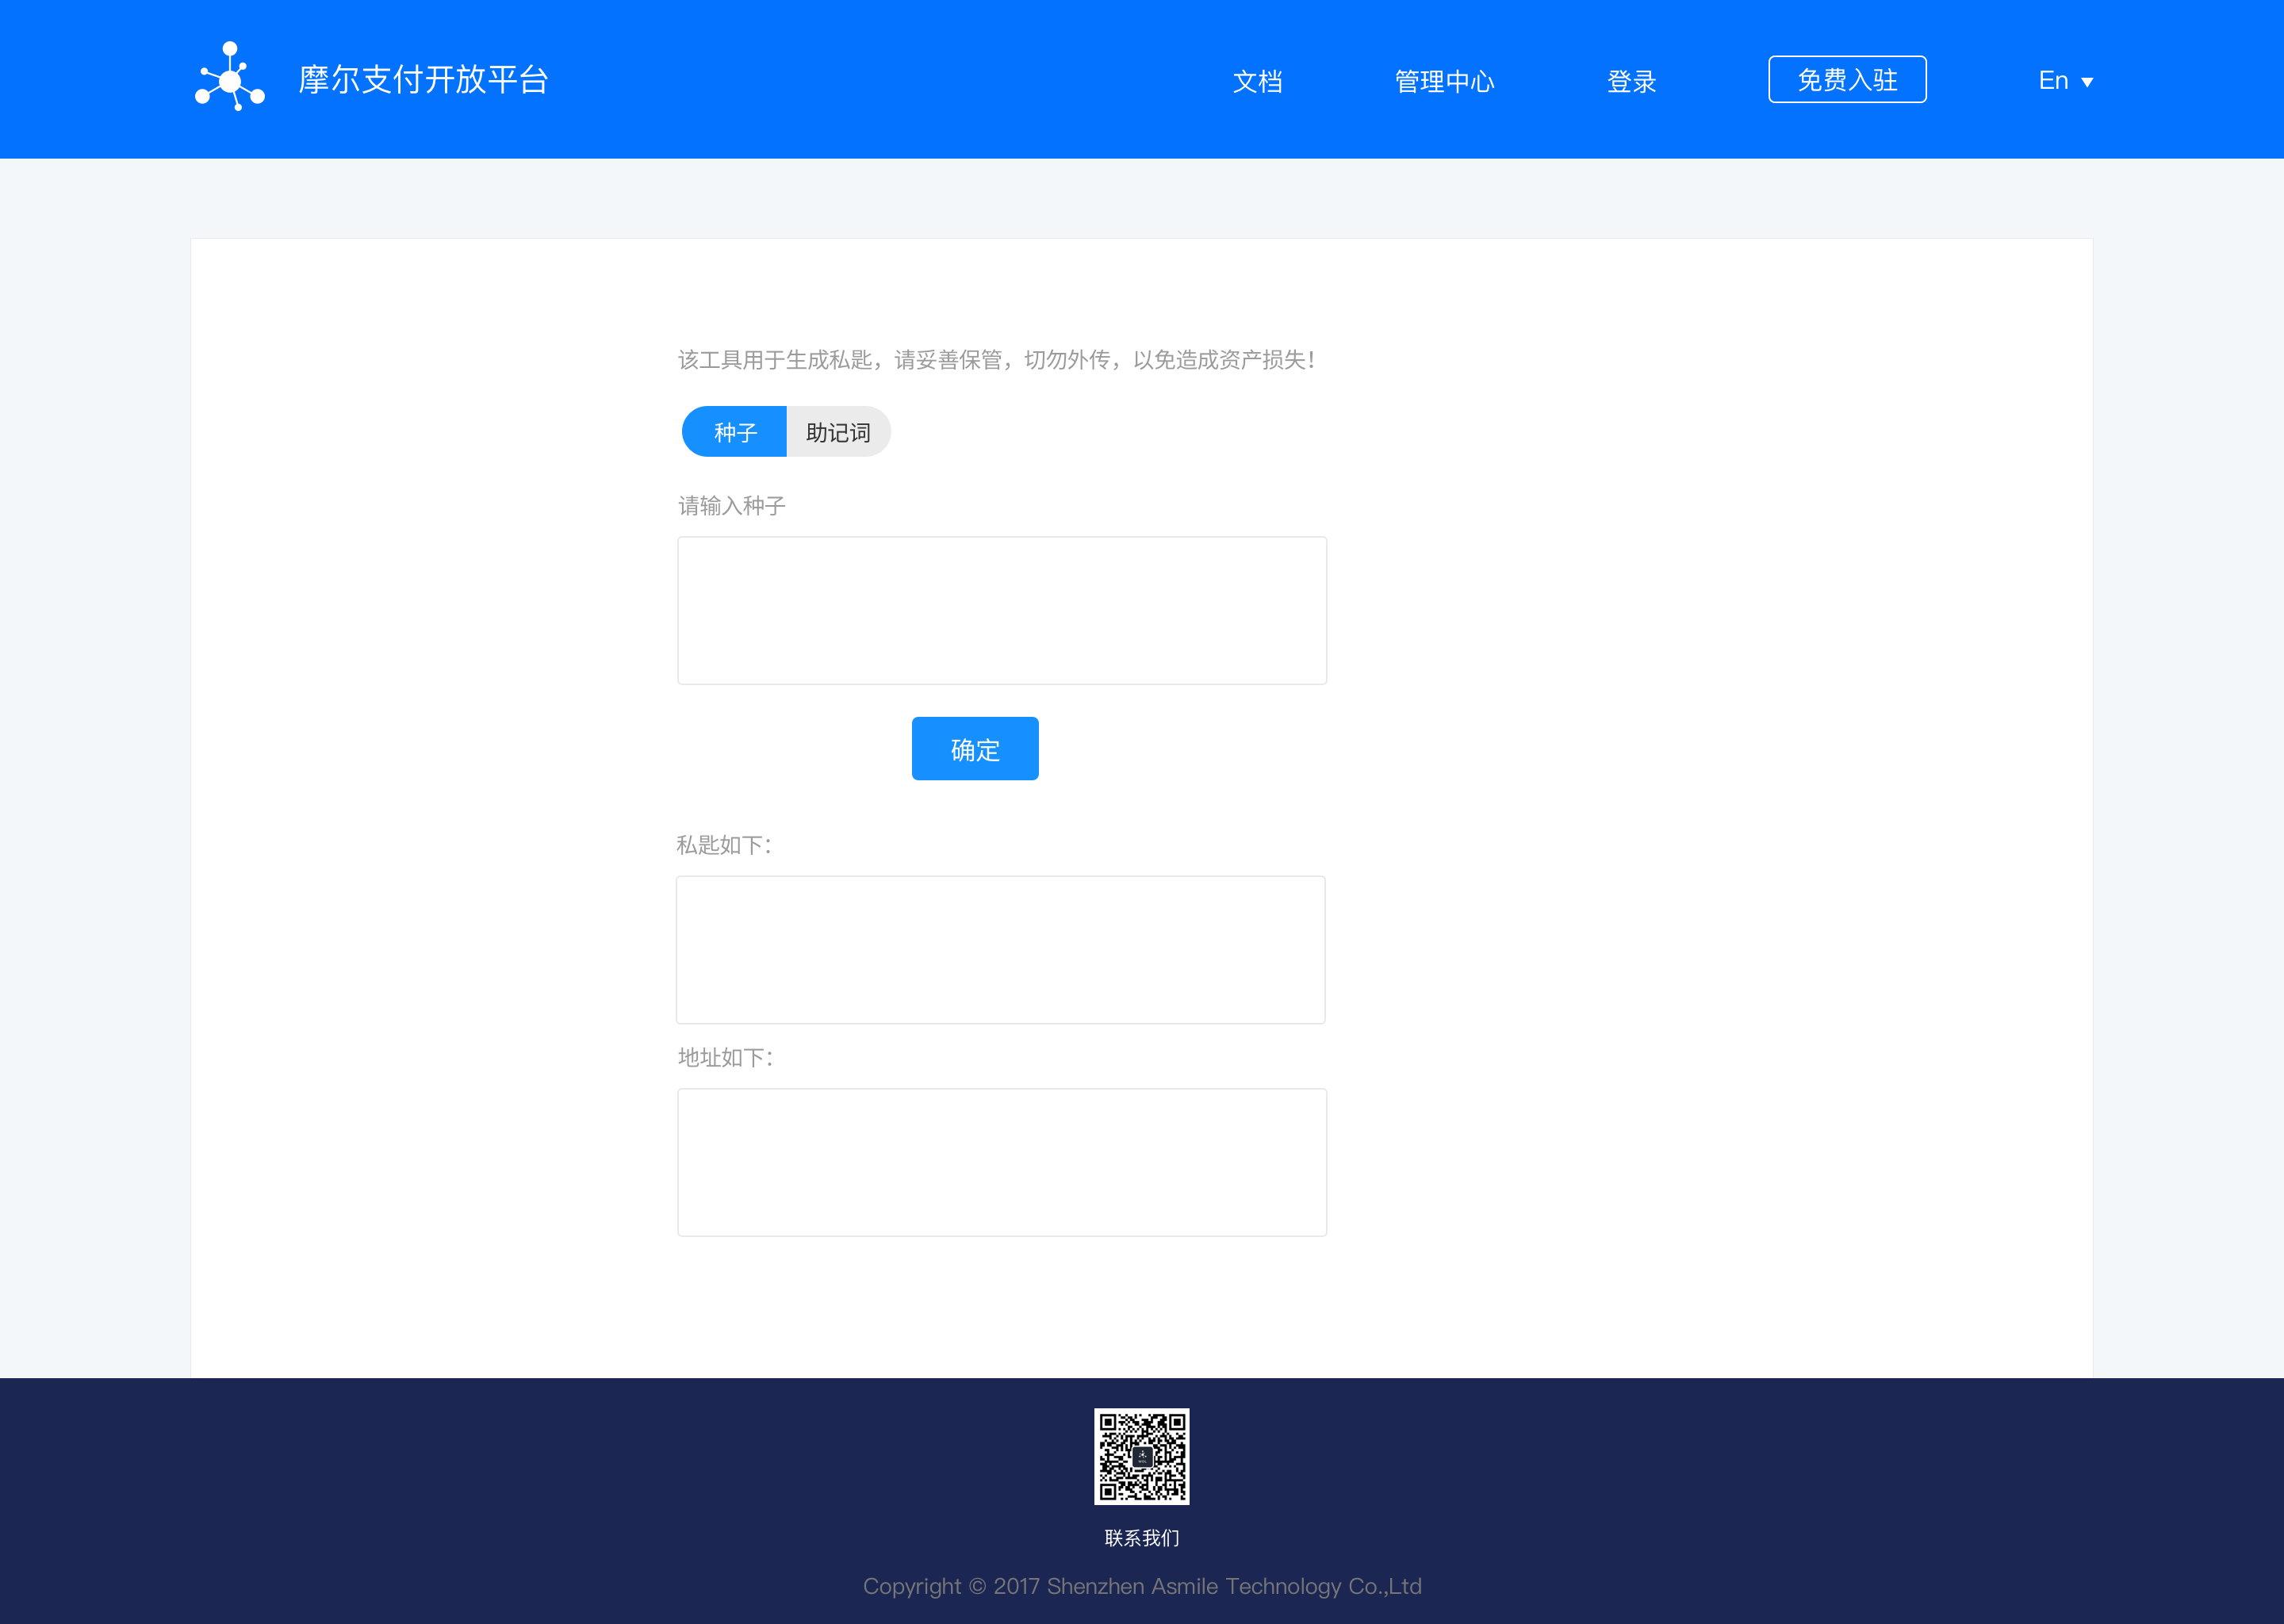 摩尔支付开放平台
文档 管理中心 登录 免费入驻 En
该工具用于生成私匙，请妥善保管，切勿外传，以免造成资产损失！
种子 助记词
请输入种子
确定
私匙如下：
地址如下：
联系我们
Copyright © 2017 Shenzhen Asmile Technology Co.,Ltd